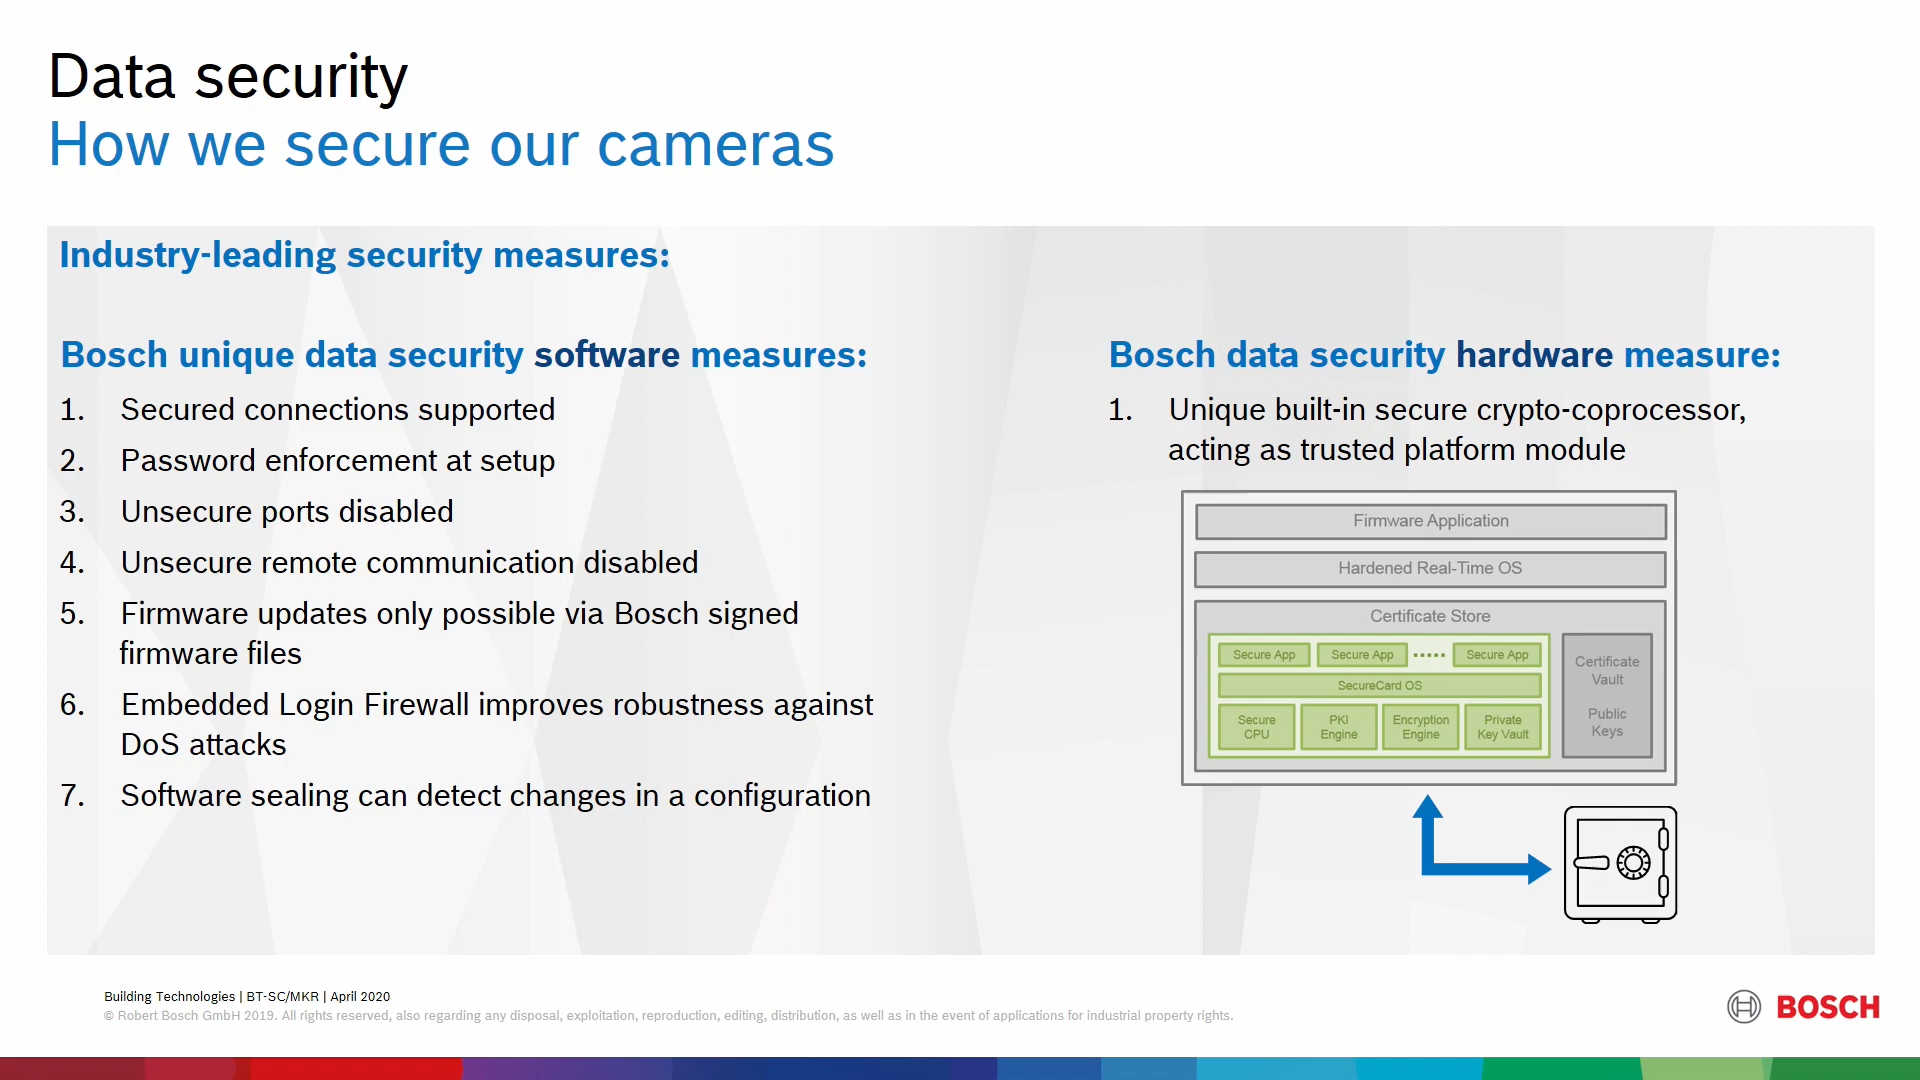 Data security
How we secure our cameras
Industry-leading security measures:
Bosch unique data security software measures:
1. Secured connections supported
2. Password enforcement at setup
3. Unsecure ports disabled
4. Unsecure remote communication disabled
5. Firmware updates only possible via Bosch signed
firmware files
6. Embedded Login Firewall improves robustness against
DoS attacks
7. Software sealing can detect changes in a configuration
Bosch data security hardware measure:
1. Unique built-in secure crypto-coprocessor,
acting as trusted platform module
Firmware Application
Hardened Real-Time OS
Certificate Store
Secure App Secure App ····· Secure App
SecureCard OS
Secure
CPU
PKI
Engine
Encryption
Engine
Private
Key Vault
Certificate
Vault
Public
Keys
Building Technologies | BT-SC/MKR | April 2020
© Robert Bosch GmbH 2019. All rights reserved, also regarding any disposal, exploitation, reproduction, editing, distribution, as well as in the event of applications for industrial property rights.
BOSCH